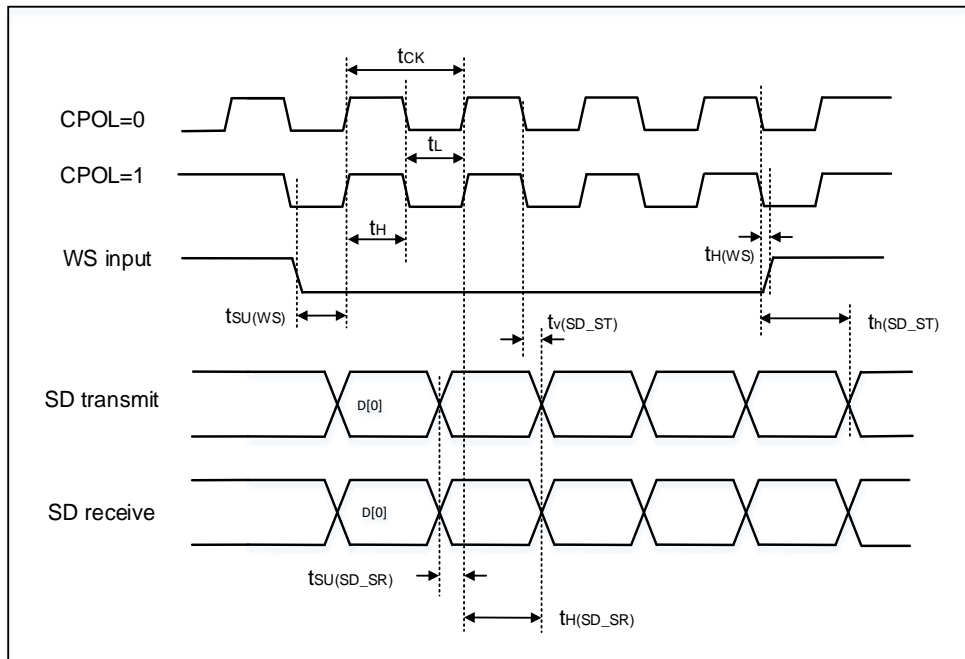 tCK
CPOL=0
tL
CPOL=1
tH
tH(WS)
WS input
tSU(WS)
tv(SD_ST)
th(SD_ST)
SD transmit
D[0]
SD receive
D[0]
tSU(SD_SR)
tH(SD_SR)